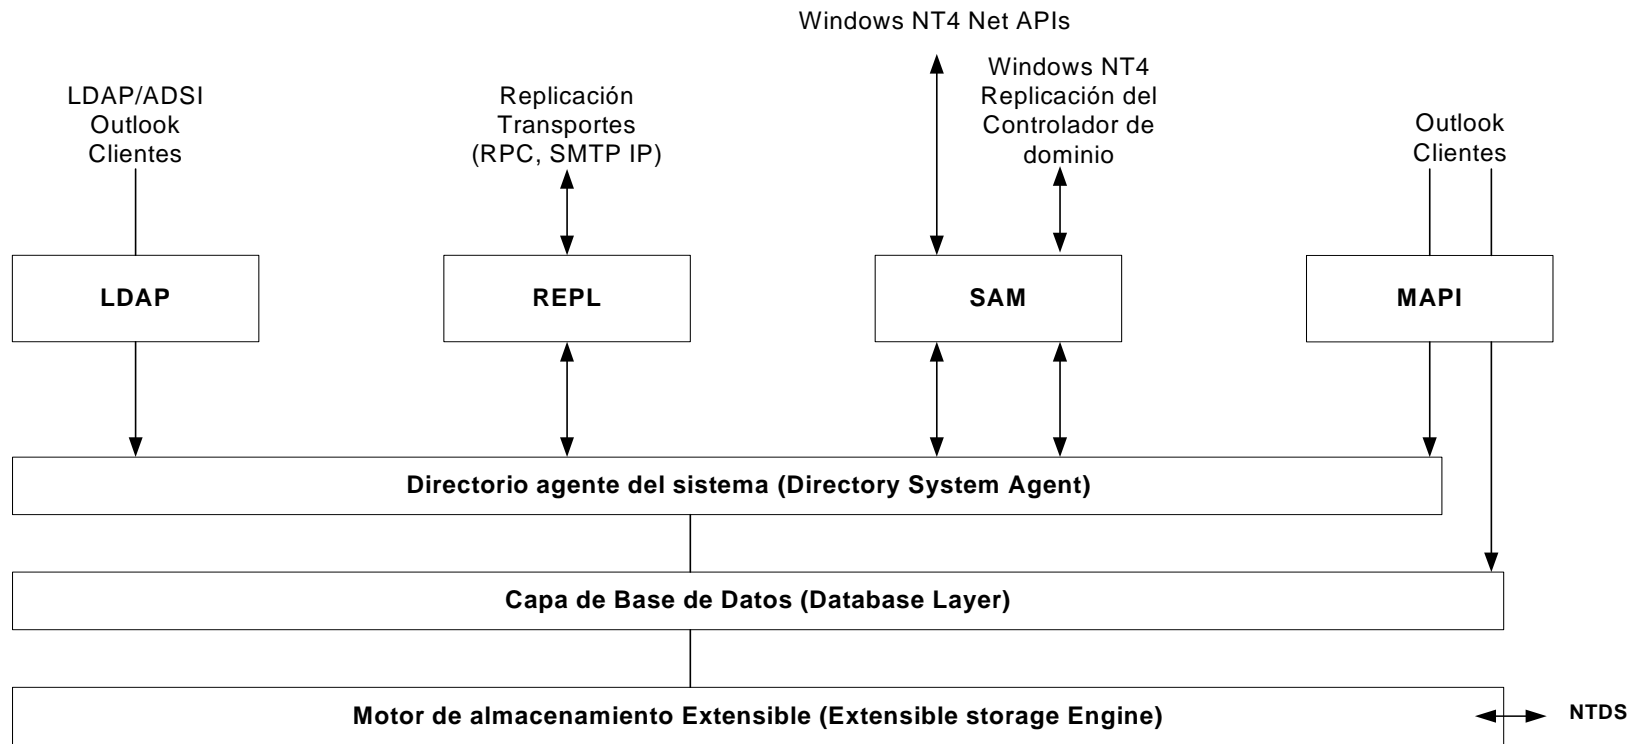 Windows NT4 Net APIs
LDAP/ADSI
Outlook
Clientes
Replicación
Transportes
(RPC, SMTP IP)
Windows NT4
Replicación del
Controlador de
dominio
Outlook
Clientes
LDAP
REPL
SAM
MAPI
Directorio agente del sistema (Directory System Agent)
Capa de Base de Datos (Database Layer)
Motor de almacenamiento Extensible (Extensible storage Engine)
NTDS